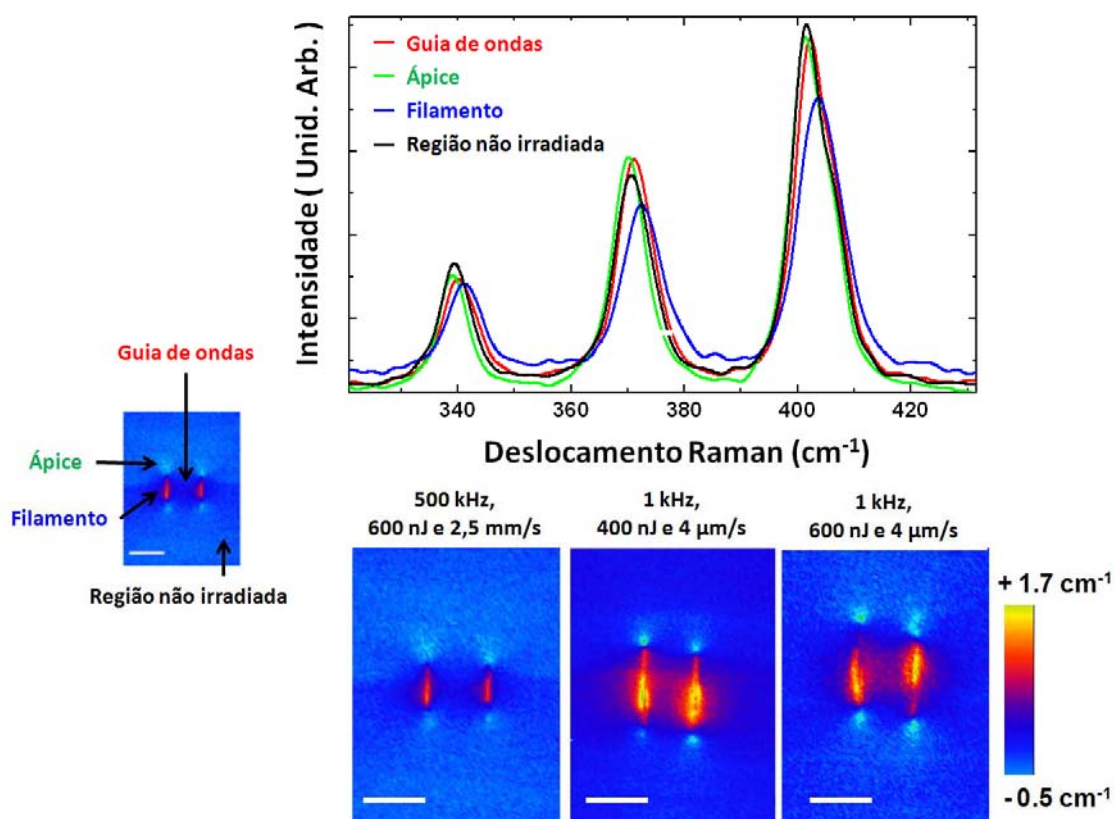 Guia de ondas
Ápice
Filamento
Região não irradiada
Intensidade ( Unid. Arb. )
340
360
380
400
420
Deslocamento Raman (cm-1)
Guia de ondas
Ápice
Filamento
Região não irradiada
500 kHz,
600 nJ e 2,5 mm/s
1 kHz,
400 nJ e 4 µm/s
1 kHz,
600 nJ e 4 µm/s
+ 1.7 cm-1
- 0.5 cm-1